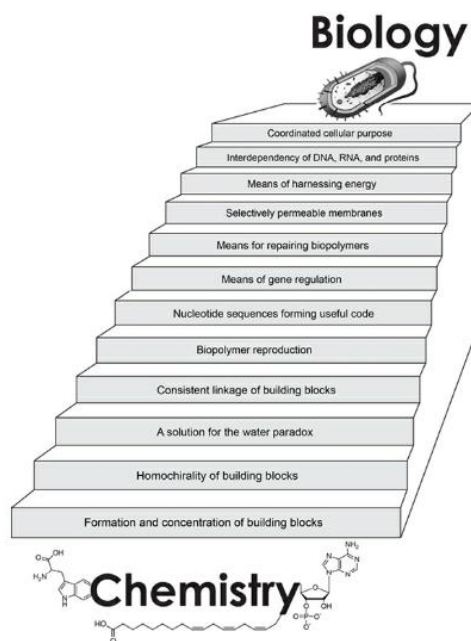 Biology
Coordinated cellular purpose
Interdependency of DNA, RNA, and proteins
Means of harnessing energy
Selectively permeable membranes
Means for repairing biopolymers
Means of gene regulation
Nucleotide sequences forming useful code
Biopolymer reproduction
Consistent linkage of building blocks
A solution for the water paradox
Homochirality of building blocks
Formation and concentration of building blocks
Chemistry